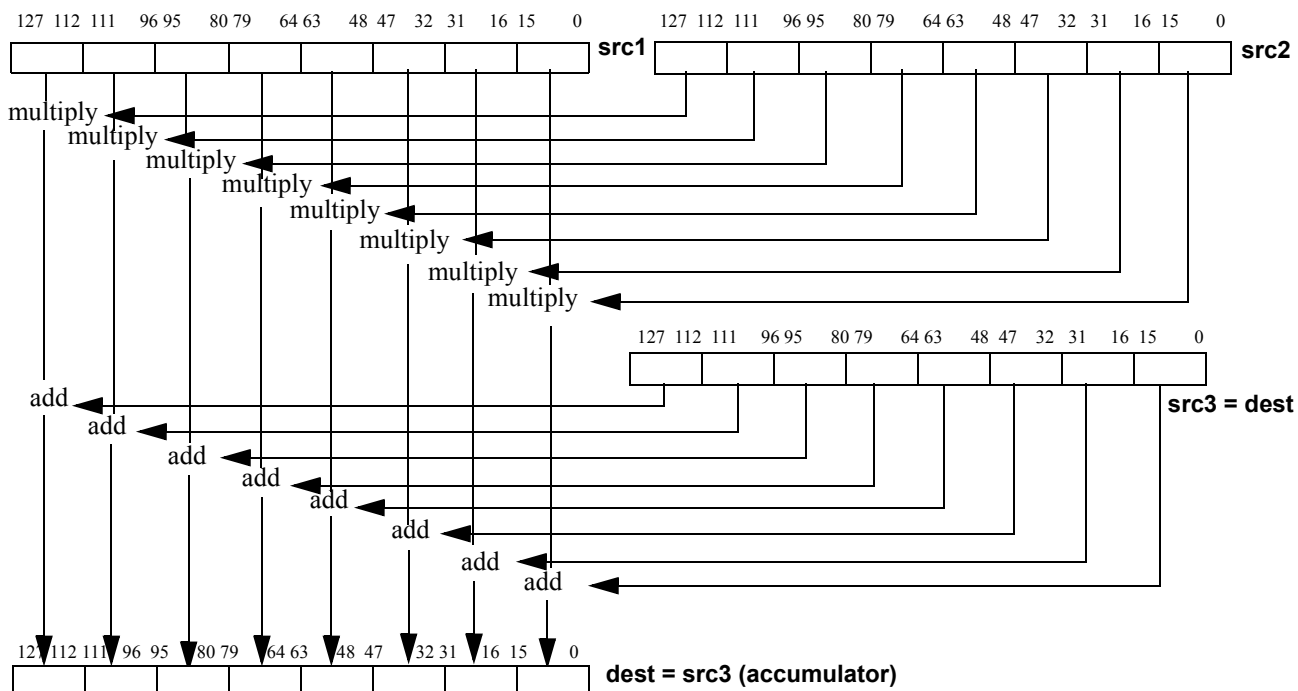 127 112 111 96 95 80 79 64 63 48 47 32 31 16 15 0
src1
127 112 111 96 95 80 79 64 63 48 47 32 31 16 15 0
src2
multiply
multiply
multiply
multiply
multiply
multiply
multiply
multiply
127 112 111 96 95 80 79 64 63 48 47 32 31 16 15 0
src3 = dest
add
add
add
add
add
add
add
add
127 112 111 96 95 80 79 64 63 48 47 32 31 16 15 0
dest = src3 (accumulator)